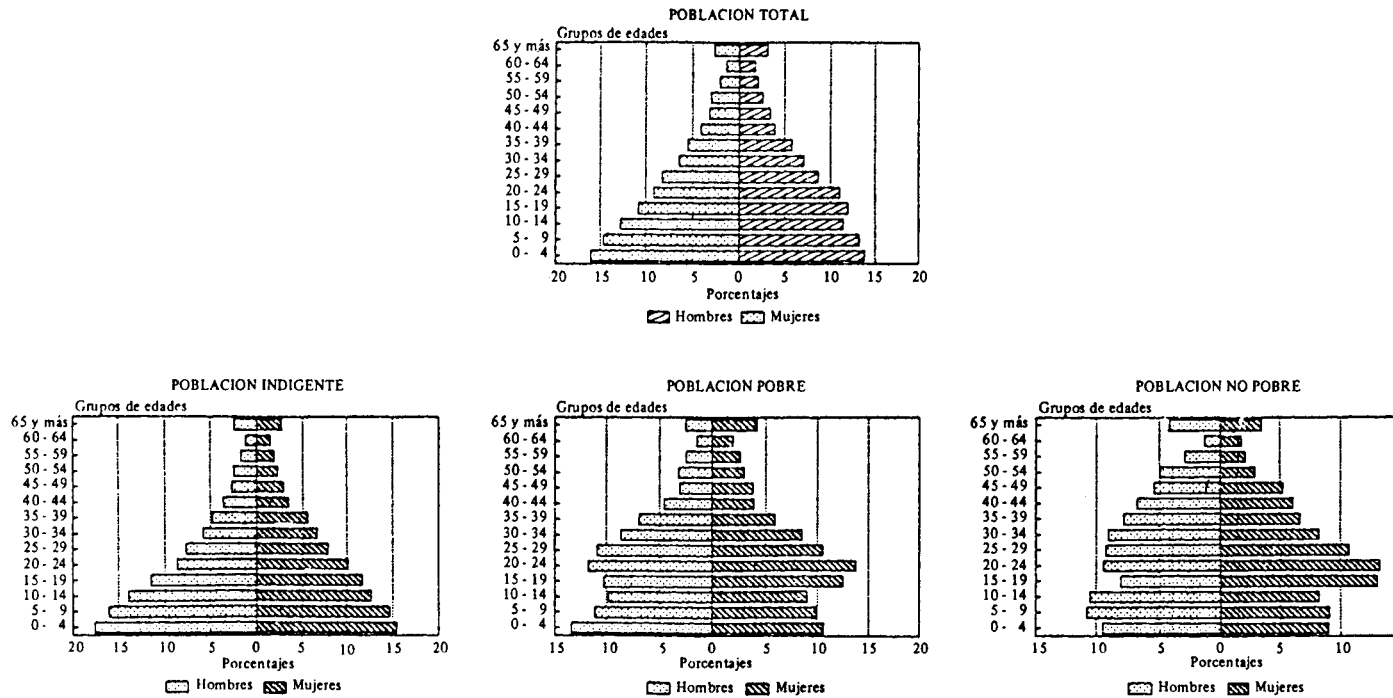 POBLACION TOTAL
Grupos de edades
65 y más
60 - 64
55 - 59
50 - 54
45 - 49
40 - 44
35 - 39
30 - 34
25 - 29
20 - 24
15 - 19
10 - 14
5 - 9
0 - 4
20 15 10 5 0 5 10 15 20
Porcentajes
Hombres Mujeres
POBLACION INDIGENTE
Grupos de edades
65 y más
60 - 64
55 - 59
50 - 54
45 - 49
40 - 44
35 - 39
30 - 34
25 - 29
20 - 24
15 - 19
10 - 14
5 - 9
0 - 4
20 15 10 5 0 5 10 15 20
Porcentajes
Hombres Mujeres
POBLACION POBRE
Grupos de edades
65 y más
60 - 64
55 - 59
50 - 54
45 - 49
40 - 44
35 - 39
30 - 34
25 - 29
20 - 24
15 - 19
10 - 14
5 - 9
0 - 4
15 10 5 0 5 10 15 20
Porcentajes
Hombres Mujeres
POBLACION NO POBRE
Grupos de edades
65 y más
60 - 64
55 - 59
50 - 54
45 - 49
40 - 44
35 - 39
30 - 34
25 - 29
20 - 24
15 - 19
10 - 14
5 - 9
0 - 4
15 10 5 0 5 10
Porcentajes
Hombres Mujeres